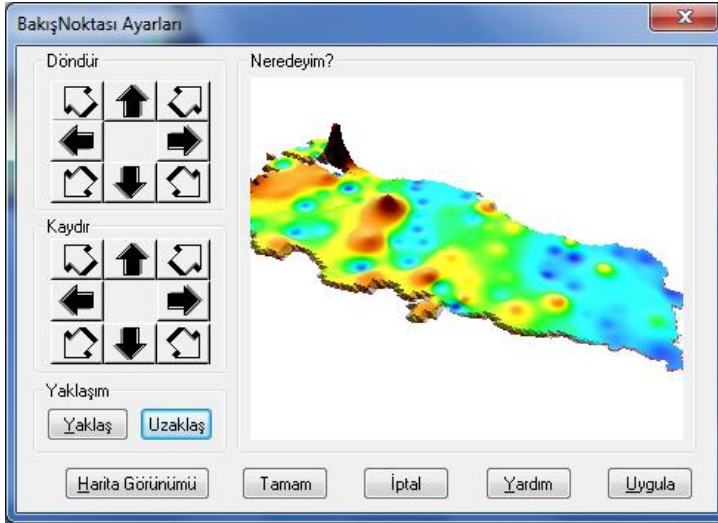 BakışNoktası Ayarları
Döndür
Neredeyim?
Kaydır
Yaklaşım
Yaklaş
Uzaklaş
Harita Görünümü
Tamam
İptal
Yardım
Uygula